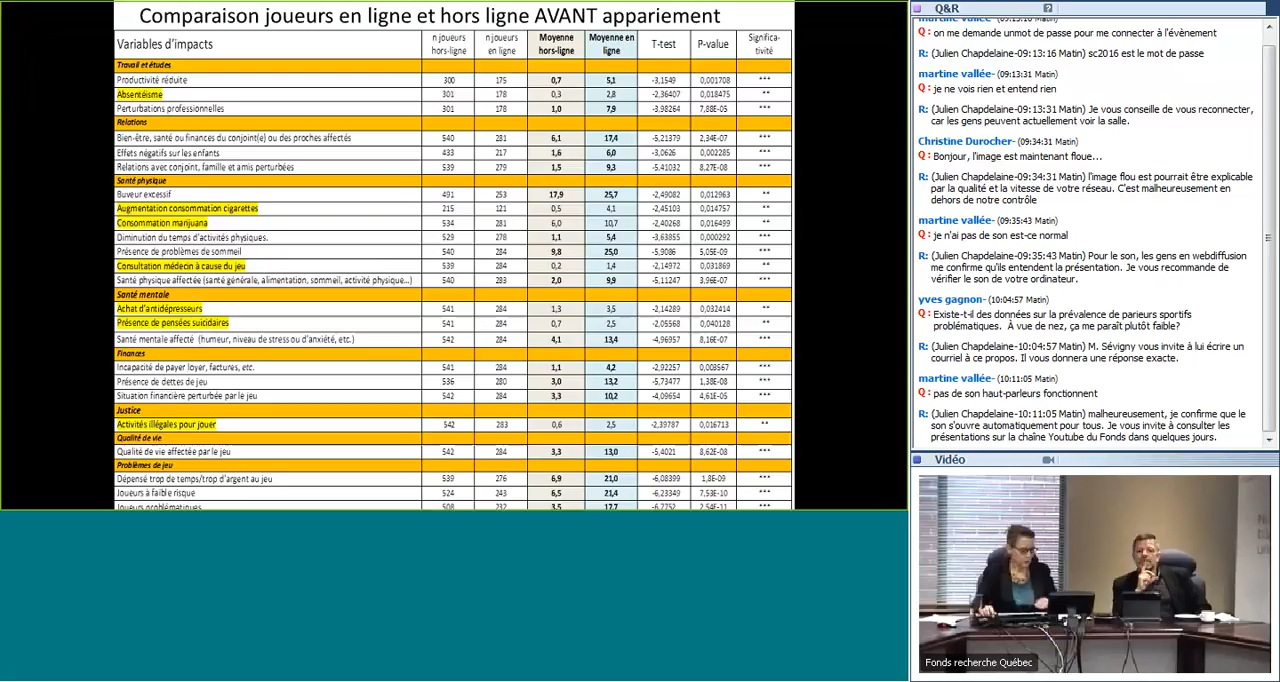 Comparaison joueurs en ligne et hors ligne AVANT appariement
Variables d'impacts n joueurs hors-ligne n joueurs en ligne Moyenne hors-ligne Moyenne en ligne T-test P-value Significa-tivité
Travail et études
Productivité réduite 300 175 0,7 5,1 -3,1549 0,001708 ***
Absentéisme 301 178 0,3 2,8 -2,36407 0,018475 **
Perturbations professionnelles 301 178 1,0 7,9 -3,98264 7,88E-05 ***
Relations
Bien-être, santé ou finances du conjoint(e) ou des proches affectés 540 281 6,1 17,4 -5,21379 2,34E-07 ***
Effets négatifs sur les enfants 433 217 1,6 6,0 -3,0626 0,002285 ***
Relations avec conjoint, famille et amis perturbées 539 279 1,5 9,3 -5,41032 8,27E-08 ***
Santé physique
Buveur excessif 491 253 17,9 25,7 -2,49082 0,012963 **
Augmentation consommation cigarettes 215 121 0,5 4,1 -2,45103 0,014757 **
Consommation marijuana 534 281 6,0 10,7 -2,40268 0,016499 **
Diminution du temps d'activités physiques. 529 278 1,1 5,4 -3,63855 0,000292 ***
Présence de problèmes de sommeil 540 284 9,8 25,0 -5,9086 5,05E-09 ***
Consultation médecin à cause du jeu 539 284 0,2 1,4 -2,14972 0,031869 **
Santé physique affectée (santé générale, alimentation, sommeil, activité physique...) 540 283 2,0 9,9 -5,11247 3,96E-07 ***
Santé mentale
Achat d'antidépresseurs 541 284 1,3 3,5 -2,14289 0,032414 **
Présence de pensées suicidaires 541 284 0,7 2,5 -2,05568 0,040128 **
Santé mentale affecté (humeur, niveau de stress ou d'anxiété, etc.) 542 284 4,1 13,4 -4,96957 8,16E-07 ***
Finances
Incapacité de payer loyer, factures, etc. 541 284 1,1 4,2 -2,92257 0,003567 ***
Présence de dettes de jeu 536 280 3,0 13,2 -5,73477 1,38E-08 ***
Situation financière perturbée par le jeu 542 284 3,3 10,2 -4,09654 4,61E-05 ***
Justice
Activités illégales pour jouer 542 283 0,6 2,5 -2,39787 0,016713 **
Qualité de vie
Qualité de vie affectée par le jeu 542 284 3,3 13,0 -5,4021 8,62E-08 ***
Problèmes de jeu
Dépensé trop de temps/trop d'argent au jeu 539 276 6,9 21,0 -6,08399 1,8E-09 ***
Joueurs à faible risque 524 243 6,5 21,4 -6,23349 7,53E-10 ***
Joueurs problématiques 508 232 3,5 17,7 -6,7752 2,54E-11 ***
Q&R
martine vallée- (09:13:16 Matin)
Q : on me demande unmot de passe pour me connecter à l'évènement
R : (Julien Chapdelaine-09:13:16 Matin) sc2016 est le mot de passe
martine vallée- (09:13:31 Matin)
Q : je ne vois rien et entend rien
R : (Julien Chapdelaine-09:13:31 Matin) Je vous conseille de vous reconnecter,
car les gens peuvent actuellement voir la salle.
Christine Durocher- (09:34:31 Matin)
Q : Bonjour, l'image est maintenant floue...
R : (Julien Chapdelaine-09:34:31 Matin) l'image flou est pourrait être explicable
par la qualité et la vitesse de votre réseau. C'est malheureusement en
dehors de notre contrôle
martine vallée- (09:35:43 Matin)
Q : je n'ai pas de son est-ce normal
R : (Julien Chapdelaine-09:35:43 Matin) Pour le son, les gens en webdiffusion
me confirme qu'ils entendent la présentation. Je vous recommande de
vérifier le son de votre ordinateur.
yves gagnon- (10:04:57 Matin)
Q : Existe-t-il des données sur la prévalence de parieurs sportifs
problématiques. À vue de nez, ça me paraît plutôt faible?
R : (Julien Chapdelaine-10:04:57 Matin) M. Sévigny vous invite à lui écrire un
courriel à ce propos. Il vous donnera une réponse exacte.
martine vallée- (10:11:05 Matin)
Q : pas de son haut-parleurs fonctionnent
R : (Julien Chapdelaine-10:11:05 Matin) malheureusement, je confirme que le
son s'ouvre automatiquement pour tous. Je vous invite à consulter les
présentations sur la chaîne Youtube du Fonds dans quelques jours.
Vidéo
Fonds recherche Québec